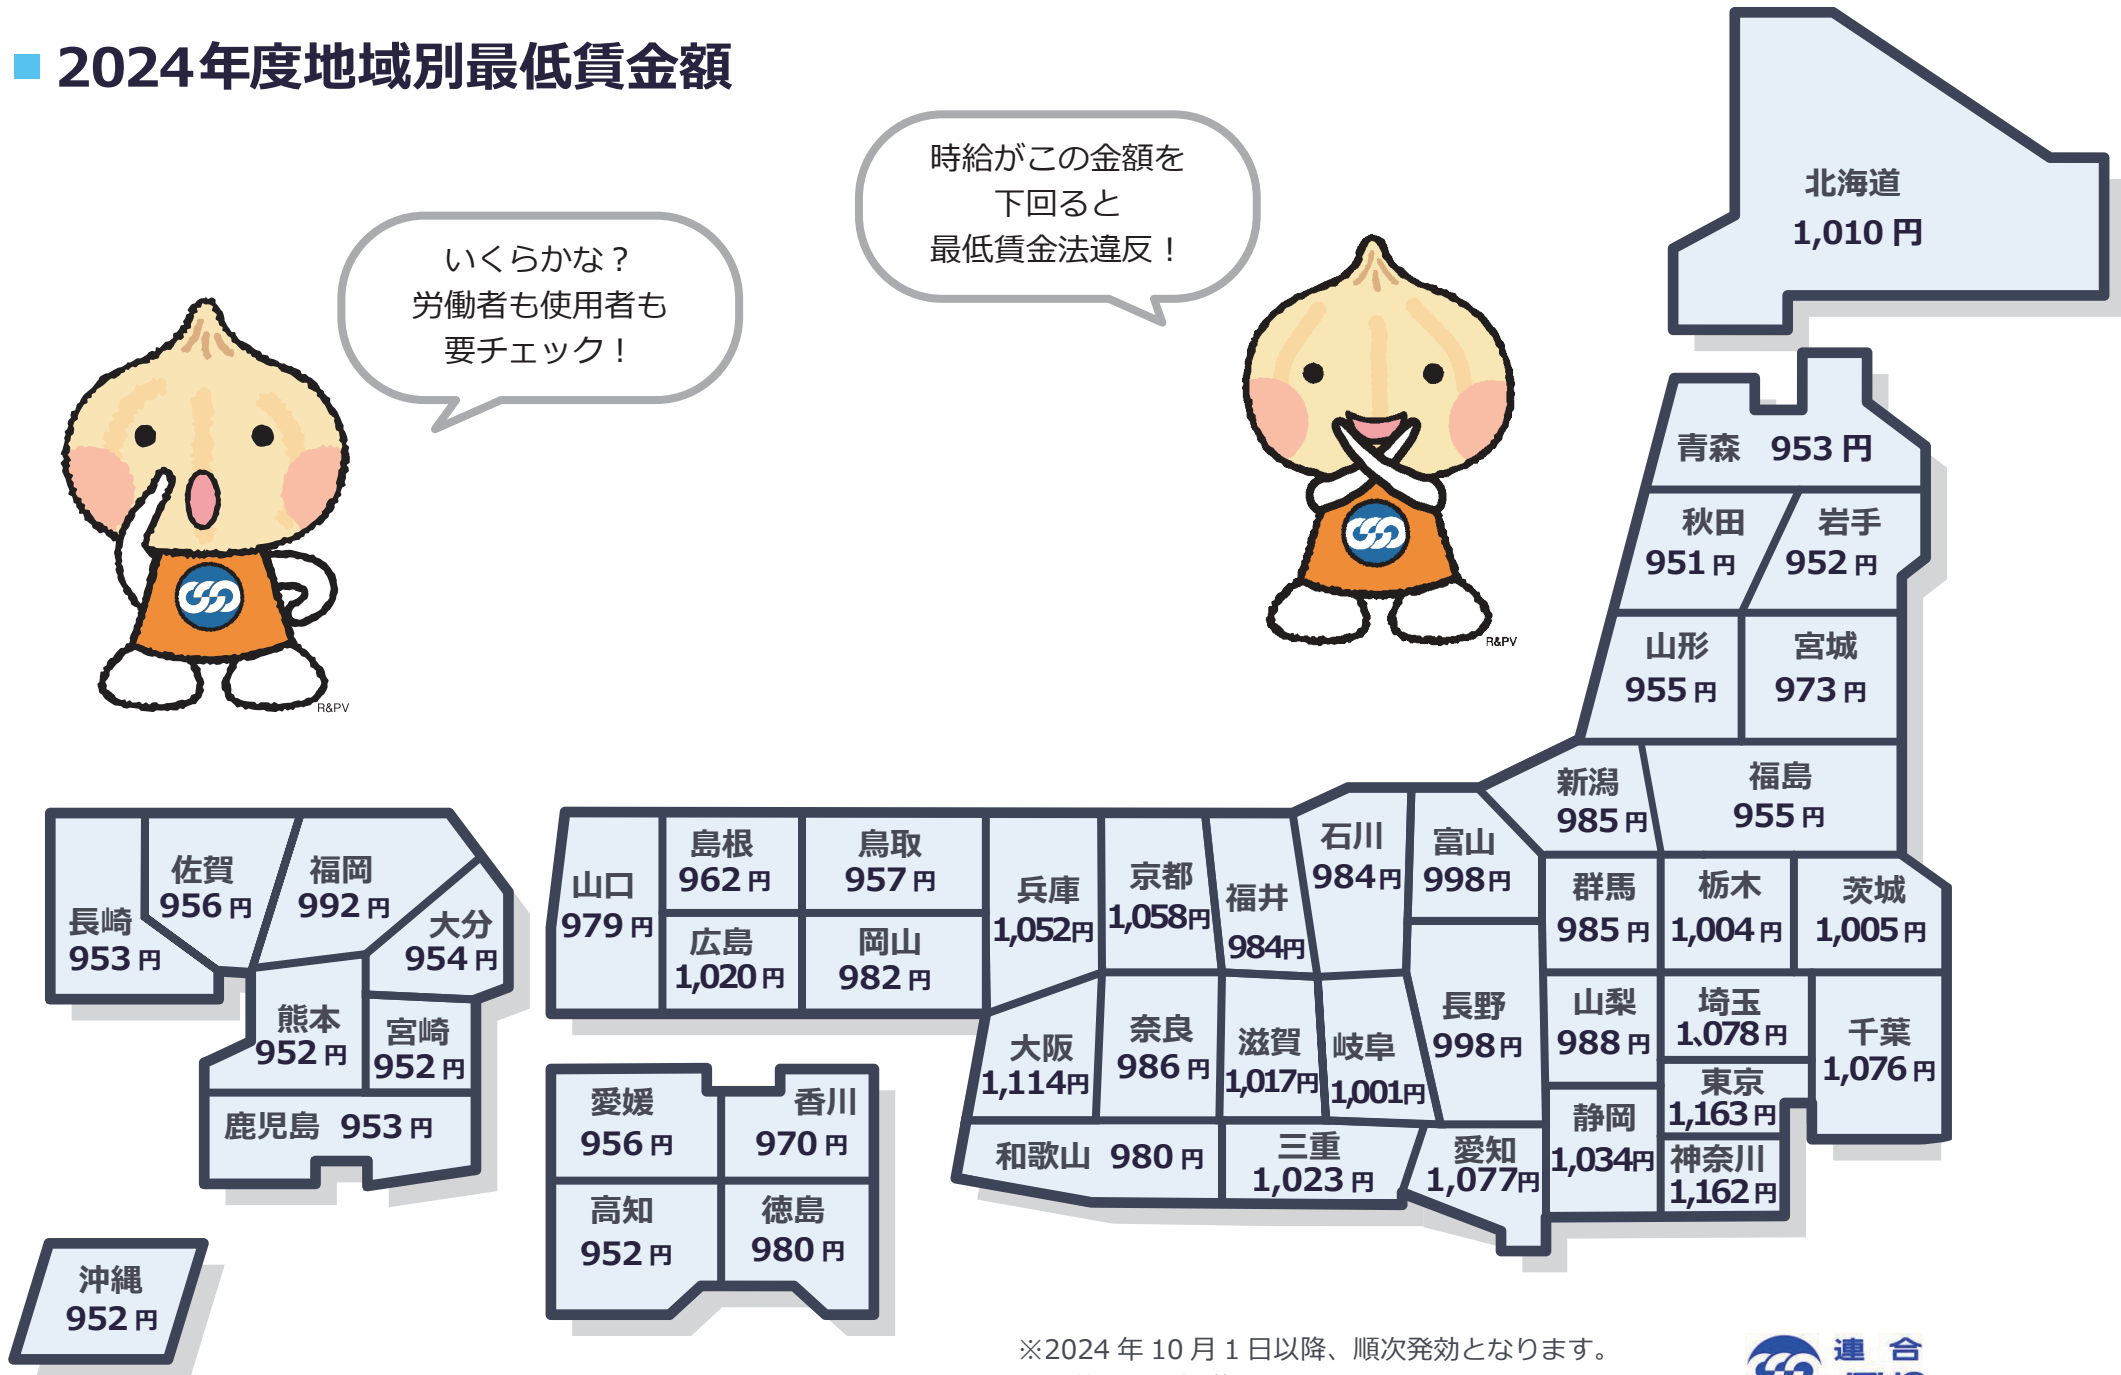 2024年度地域別最低賃金額
時給がこの金額を
下回ると
最低賃金法違反！
いくらかな？
労働者も使用者も
要チェック！
R&PV
R&PV
北海道
1,010 円
青森 953 円
秋田
951 円
岩手
952 円
山形
955 円
宮城
973 円
新潟
985 円
福島
955 円
石川
984円
富山
998円
群馬
985 円
栃木
1,004 円
茨城
1,005 円
長野
998円
山梨
988 円
埼玉
1,078 円
千葉
1,076 円
東京
1,163 円
神奈川
1,162 円
静岡
1,034円
愛知
1,077円
岐阜
1,001円
三重
1,023 円
福井
984円
滋賀
1,017円
京都
1,058円
奈良
986 円
和歌山 980 円
大阪
1,114円
兵庫
1,052円
鳥取
957 円
岡山
982 円
島根
962 円
広島
1,020 円
山口
979 円
愛媛
956 円
香川
970 円
高知
952 円
徳島
980 円
福岡
992 円
佐賀
956 円
長崎
953 円
大分
954 円
熊本
952 円
宮崎
952 円
鹿児島 953 円
沖縄
952 円
※2024 年 10 月 1 日以降、順次発効となります。
連合